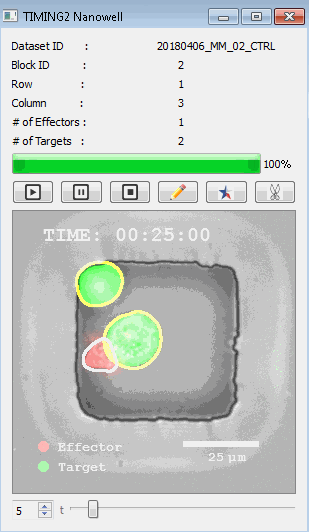 TIMING2 Nanowell
Dataset ID : 20180406_MM_02_CTRL
Block ID : 2
Row : 1
Column : 3
# of Effectors : 1
# of Targets : 2
100%
TIME: 00:25:00
Effector
Target
25 µm
5 t